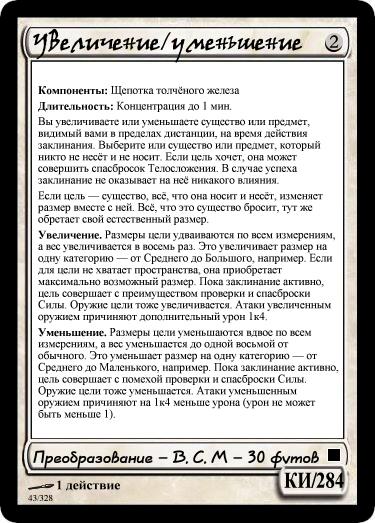 Увеличение/уменьшение 2
Компоненты: Щепотка толчёного железа
Длительность: Концентрация до 1 мин.
Вы увеличиваете или уменьшаете существо или предмет,
видимый вами в пределах дистанции, на время действия
заклинания. Выберите или существо или предмет, который
никто не несёт и не носит. Если цель хочет, она может
совершить спасбросок Телосложения. В случае успеха
заклинание не оказывает на неё никакого влияния.
Если цель — существо, всё, что она носит и несёт, изменяет
размер вместе с ней. Всё, что это существо бросит, тут же
обретает свой естественный размер.
Увеличение. Размеры цели удваиваются по всем измерениям,
а вес увеличивается в восемь раз. Это увеличивает размер на
одну категорию — от Среднего до Большого, например. Если
для цели не хватает пространства, она приобретает
максимально возможный размер. Пока заклинание активно,
цель совершает с преимуществом проверки и спасброски
Силы. Оружие цели тоже увеличивается. Атаки увеличенным
оружием причиняют дополнительный урон 1к4.
Уменьшение. Размеры цели уменьшаются вдвое по всем
измерениям, а вес уменьшается до одной восьмой от
обычного. Это уменьшает размер на одну категорию — от
Среднего до Маленького, например. Пока заклинание активно,
цель совершает с помехой проверки и спасброски Силы.
Оружие цели тоже уменьшается. Атаки уменьшенным
оружием причиняют на 1к4 меньше урона (урон не может
быть меньше 1).
Преобразование – В, С, М – 30 футов
КИ/284
1 действие
43/328